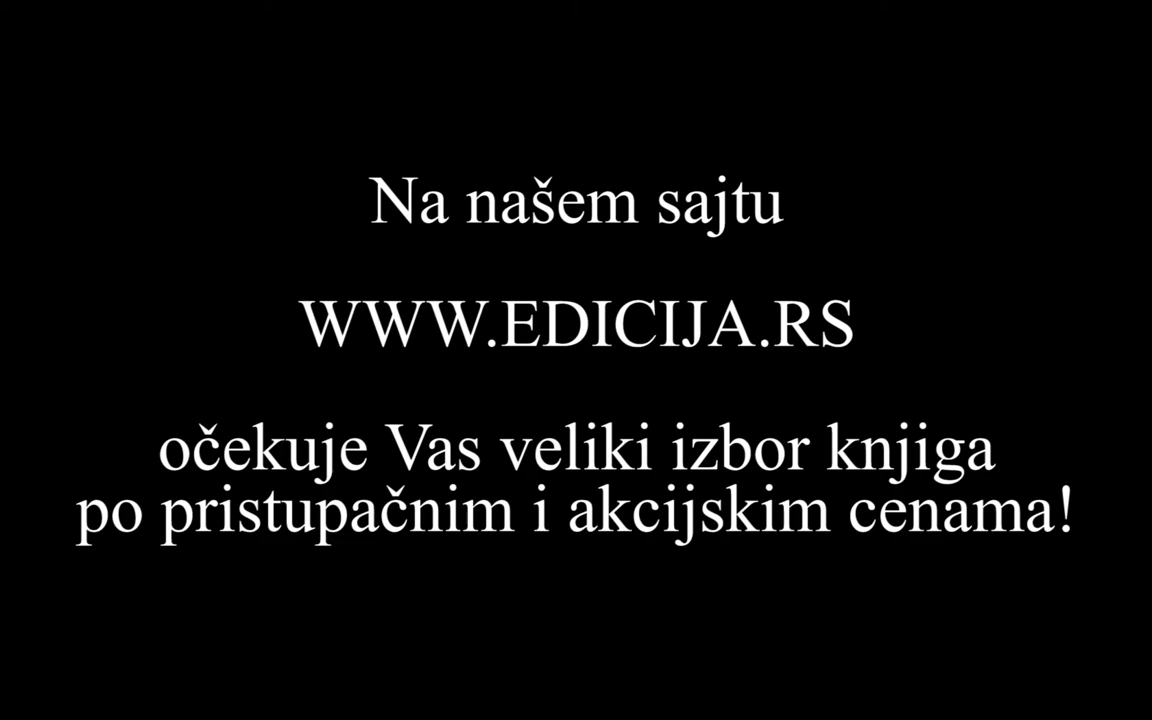 Na našem sajtu
WWW.EDICIJA.RS
očekuje Vas veliki izbor knjiga
po pristupačnim i akcijskim cenama!